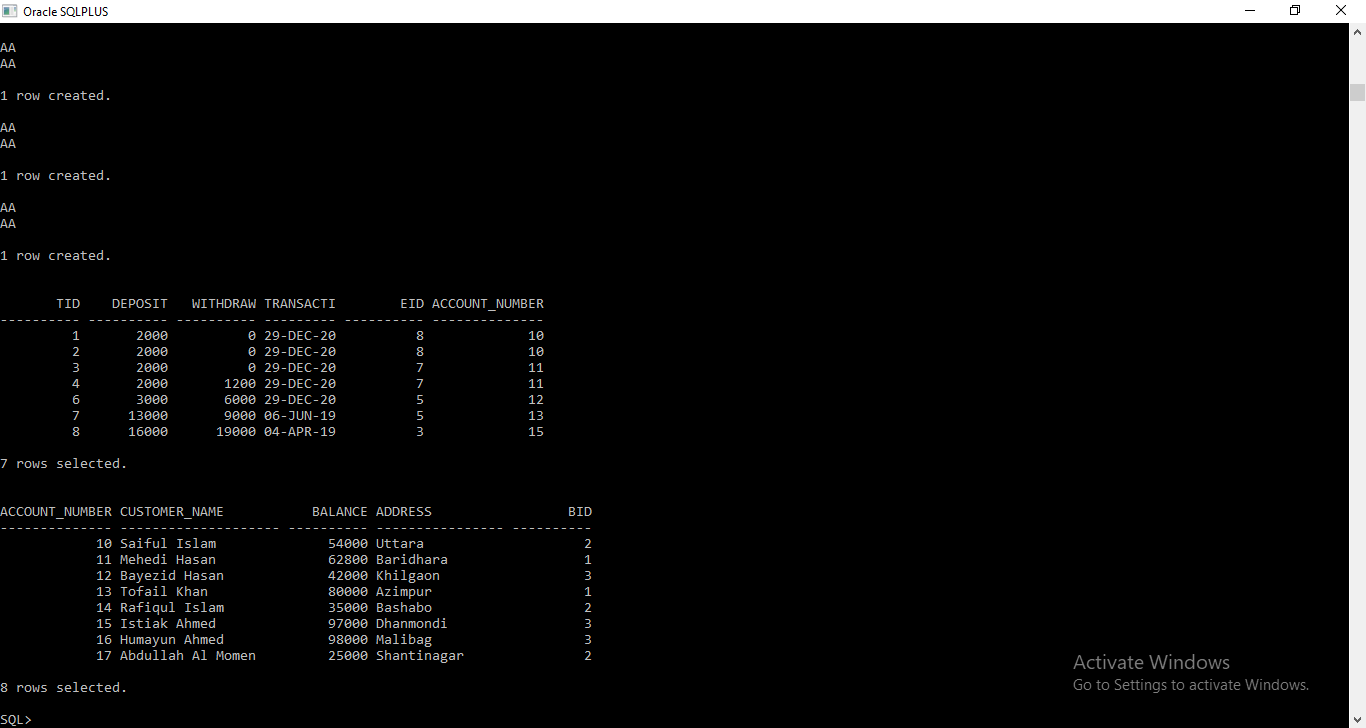 Oracle SQLPLUS
AA
AA
1 row created.
AA
AA
1 row created.
AA
AA
1 row created.
TID DEPOSIT WITHDRAW TRANSACTI EID ACCOUNT_NUMBER
---------- ---------- ---------- --------- ---------- --------------
1 2000 0 29-DEC-20 8 10
2 2000 0 29-DEC-20 8 10
3 2000 0 29-DEC-20 7 11
4 2000 1200 29-DEC-20 7 11
6 3000 6000 29-DEC-20 5 12
7 13000 9000 06-JUN-19 5 13
8 16000 19000 04-APR-19 3 15
7 rows selected.
ACCOUNT_NUMBER CUSTOMER_NAME BALANCE ADDRESS BID
-------------- -------------------- ---------- ---------------- ----------
10 Saiful Islam 54000 Uttara 2
11 Mehedi Hasan 62800 Baridhara 1
12 Bayezid Hasan 42000 Khilgaon 3
13 Tofail Khan 80000 Azimpur 1
14 Rafiqul Islam 35000 Bashabo 2
15 Istiak Ahmed 97000 Dhanmondi 3
16 Humayun Ahmed 98000 Malibag 3
17 Abdullah Al Momen 25000 Shantinagar 2
8 rows selected.
SQL>
Activate Windows
Go to Settings to activate Windows.